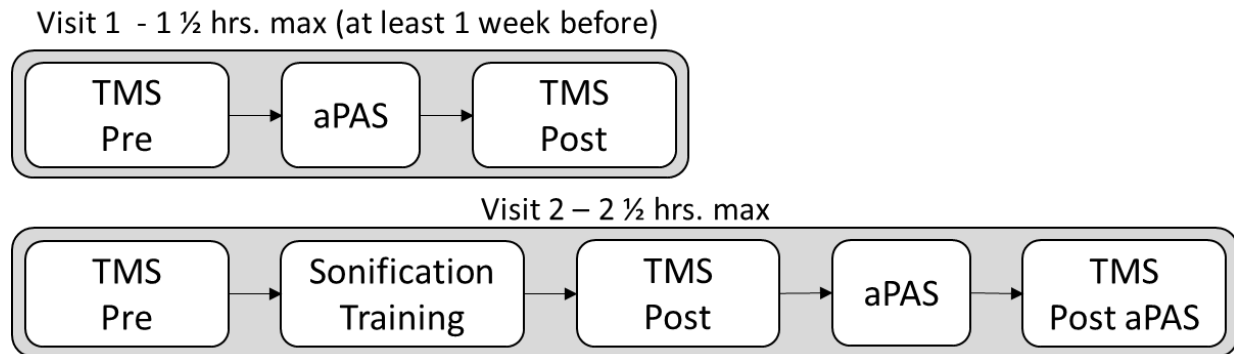 Visit 1  - 1 ½ hrs. max (at least 1 week before)
TMS
Pre
aPAS
TMS
Post
Visit 2 – 2 ½ hrs. max
TMS
Pre
Sonification
Training
TMS
Post
aPAS
TMS
Post aPAS